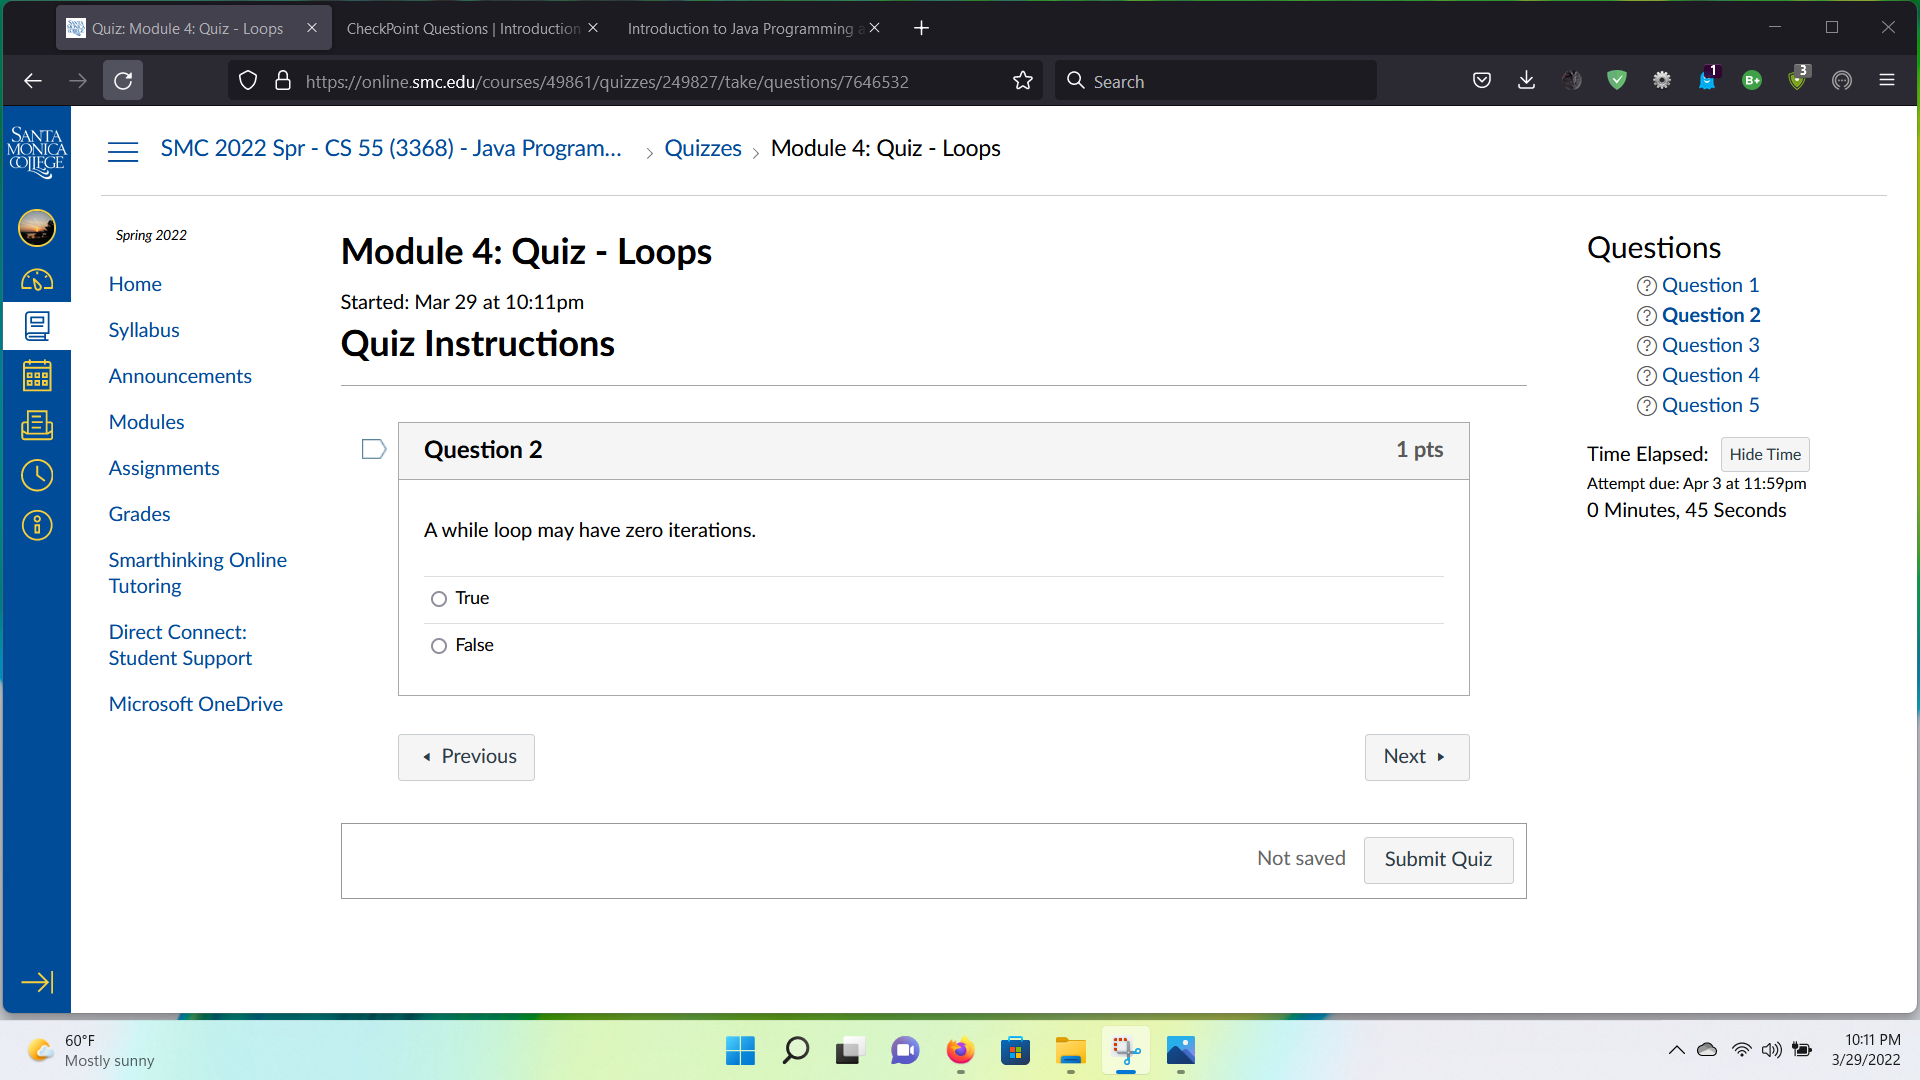 Quiz: Module 4: Quiz - Loops
CheckPoint Questions | Introduction
Introduction to Java Programming a
https://online.smc.edu/courses/49861/quizzes/249827/take/questions/7646532
Search
1
B+
3
SANTA
MONICA
COLLEGE
SMC 2022 Spr - CS 55 (3368) - Java Program... > Quizzes > Module 4: Quiz - Loops
Spring 2022
Home
Syllabus
Announcements
Modules
Assignments
Grades
Smarthinking Online
Tutoring
Direct Connect:
Student Support
Microsoft OneDrive
Module 4: Quiz - Loops
Started: Mar 29 at 10:11pm
Quiz Instructions
Question 2
1 pts
A while loop may have zero iterations.
True
False
Previous
Next
Not saved
Submit Quiz
Questions
Question 1
Question 2
Question 3
Question 4
Question 5
Time Elapsed:
Hide Time
Attempt due: Apr 3 at 11:59pm
0 Minutes, 45 Seconds
60°F
Mostly sunny
10:11 PM
3/29/2022